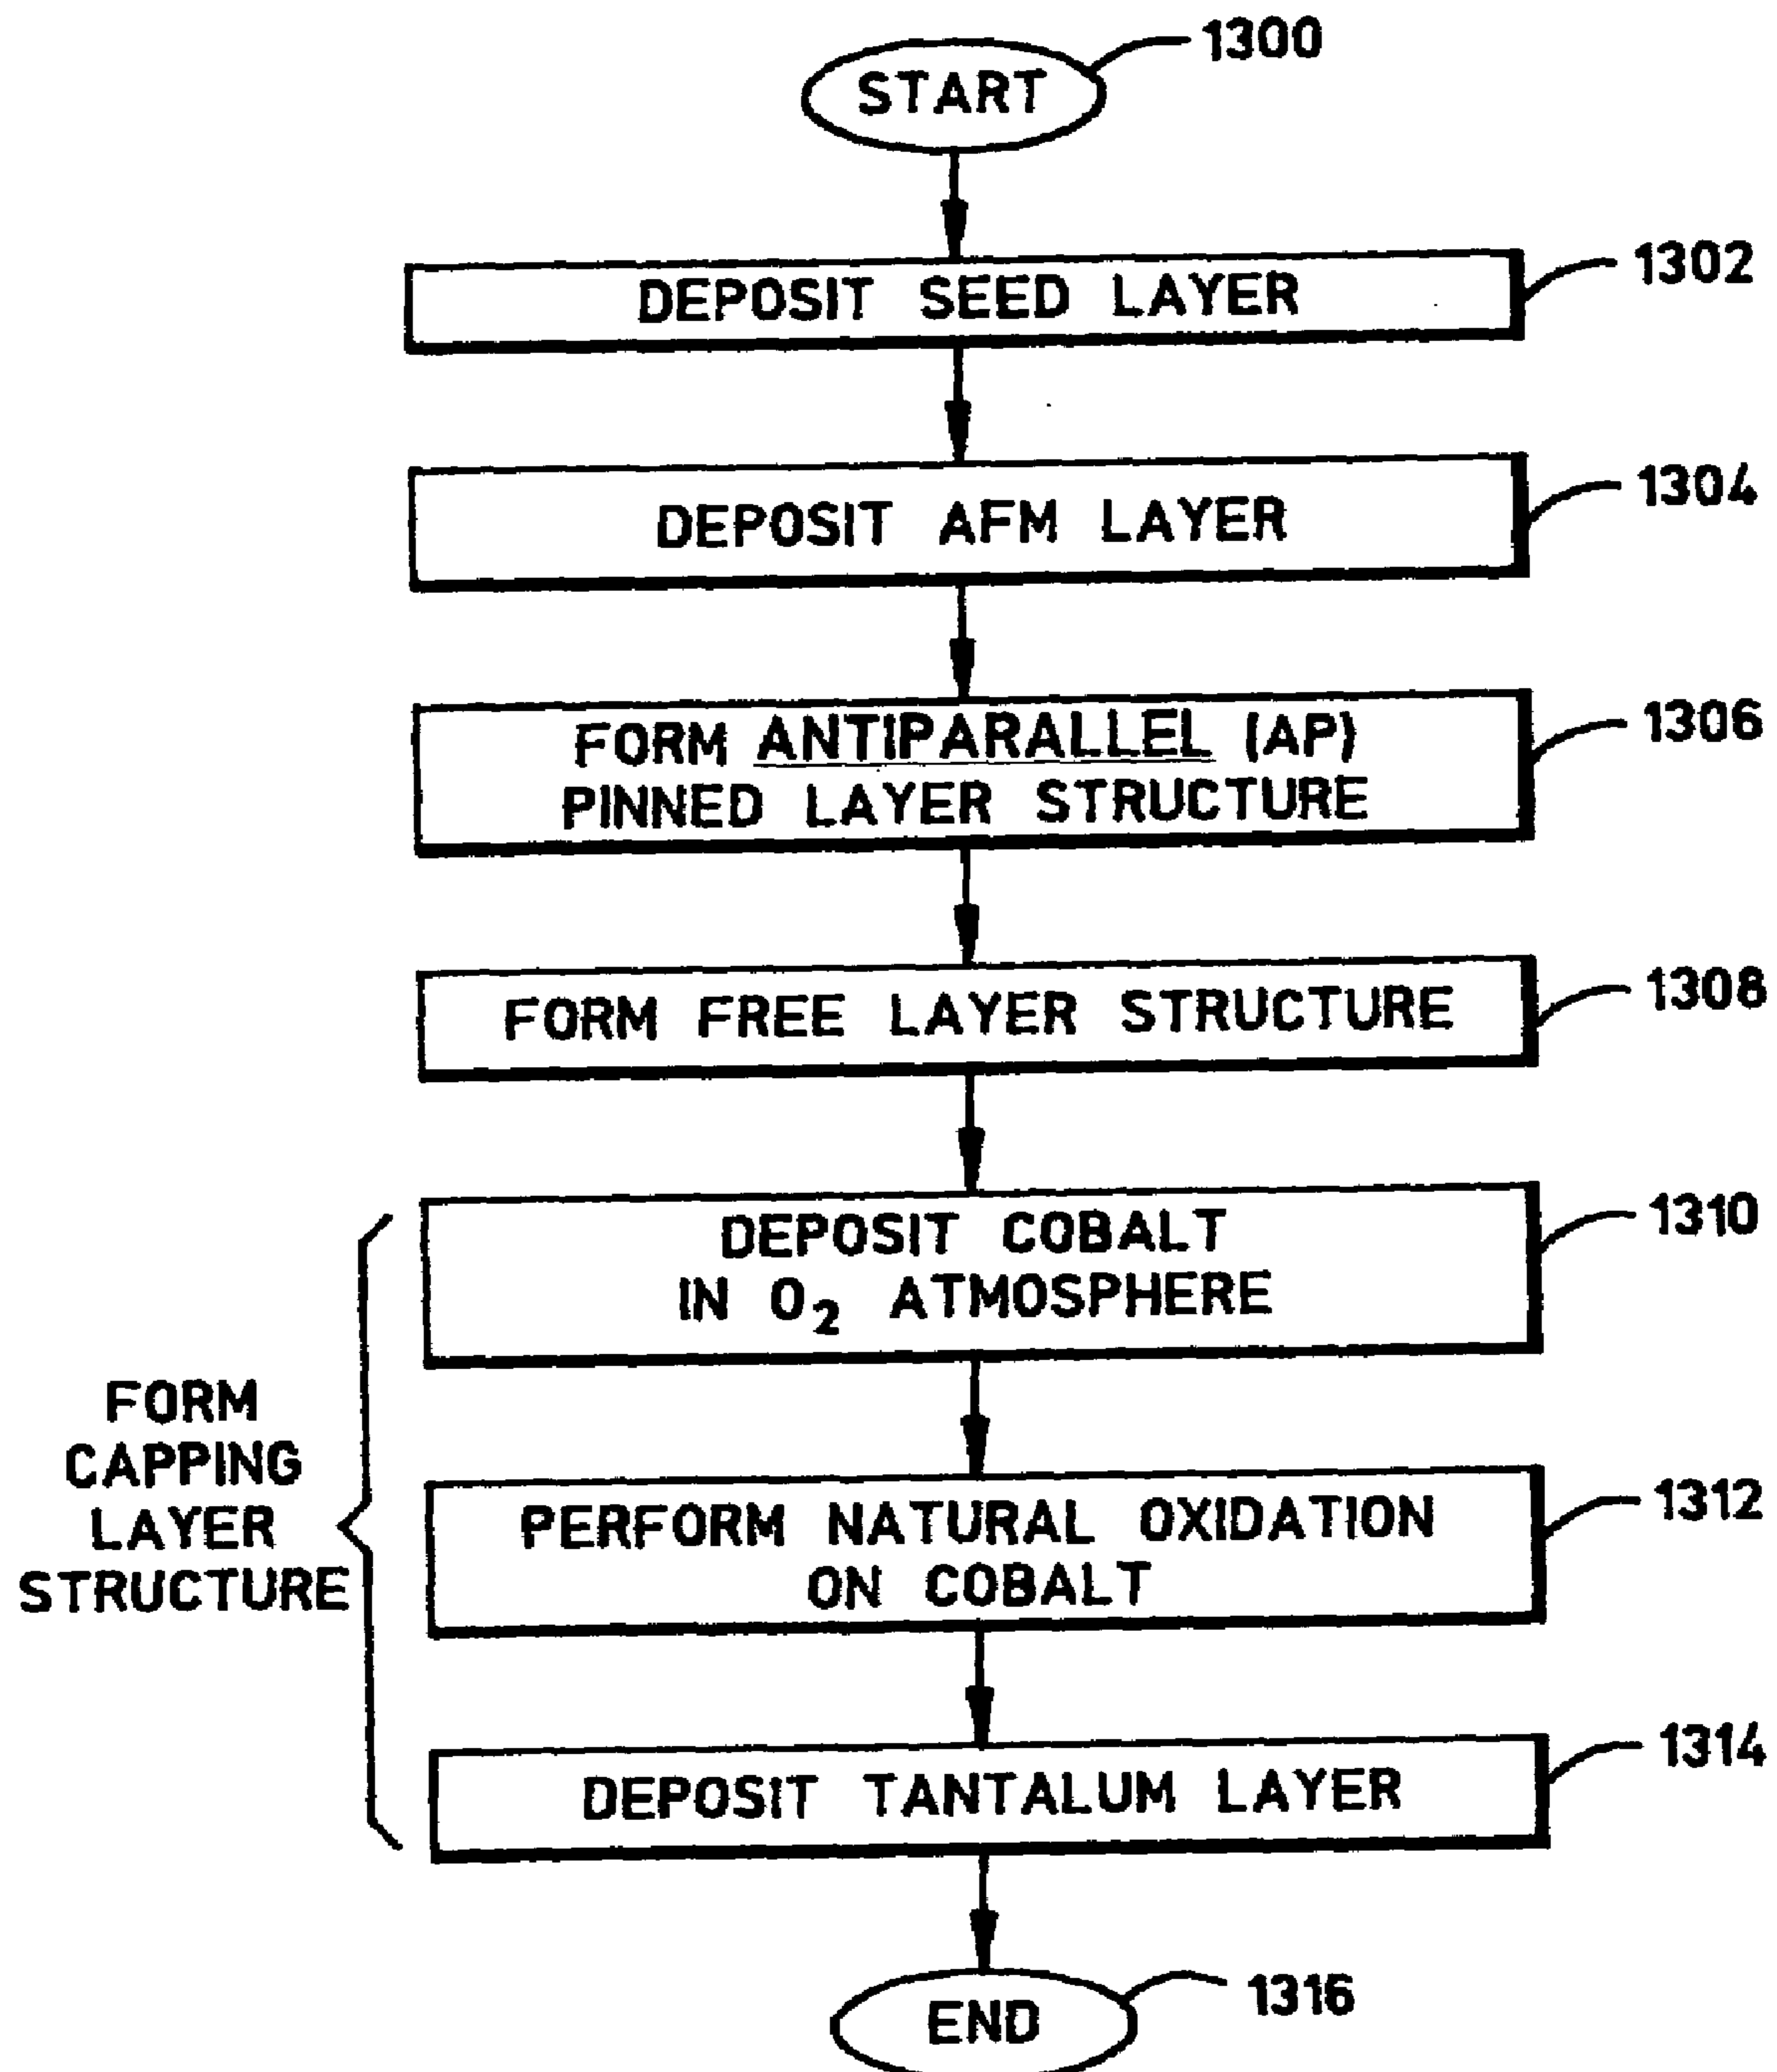 1300
START
1302
DEPOSIT SEED LAYER
1304
DEPOSIT AFM LAYER
1306
FORM ANTIPARALLEL (AP)
PINNED LAYER STRUCTURE
1308
FORM FREE LAYER STRUCTURE
1310
DEPOSIT COBALT
IN O₂ ATMOSPHERE
FORM
CAPPING
LAYER
STRUCTURE
1312
PERFORM NATURAL OXIDATION
ON COBALT
1314
DEPOSIT TANTALUM LAYER
1316
END